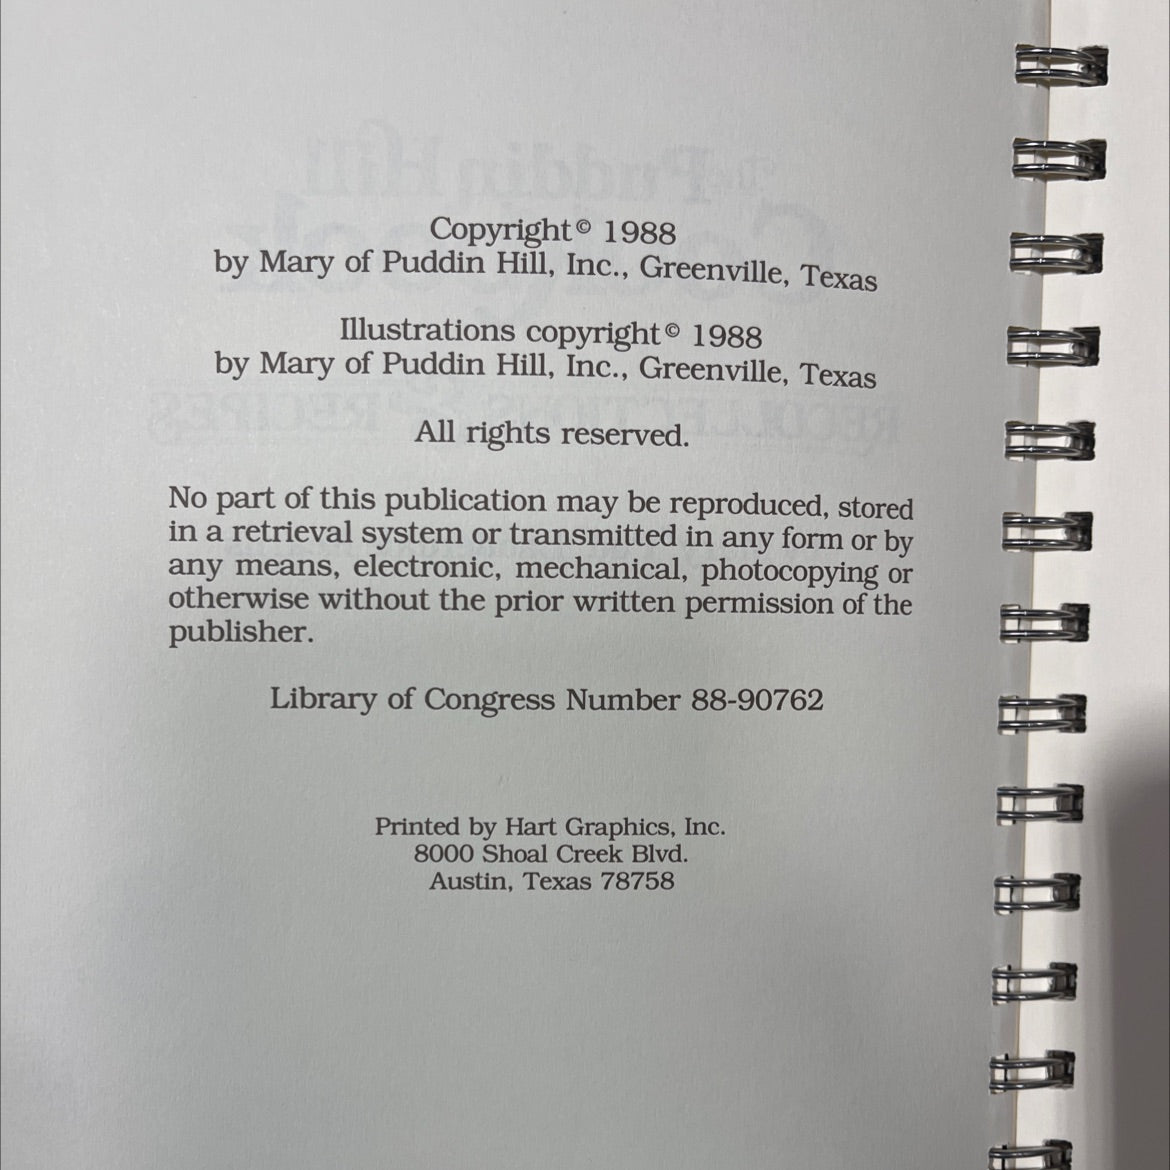 Copyright © 1988
by Mary of Puddin Hill, Inc., Greenville, Texas
Illustrations copyright © 1988
by Mary of Puddin Hill, Inc., Greenville, Texas
All rights reserved.
No part of this publication may be reproduced, stored
in a retrieval system or transmitted in any form or by
any means, electronic, mechanical, photocopying or
otherwise without the prior written permission of the
publisher.
Library of Congress Number 88-90762
Printed by Hart Graphics, Inc.
8000 Shoal Creek Blvd.
Austin, Texas 78758